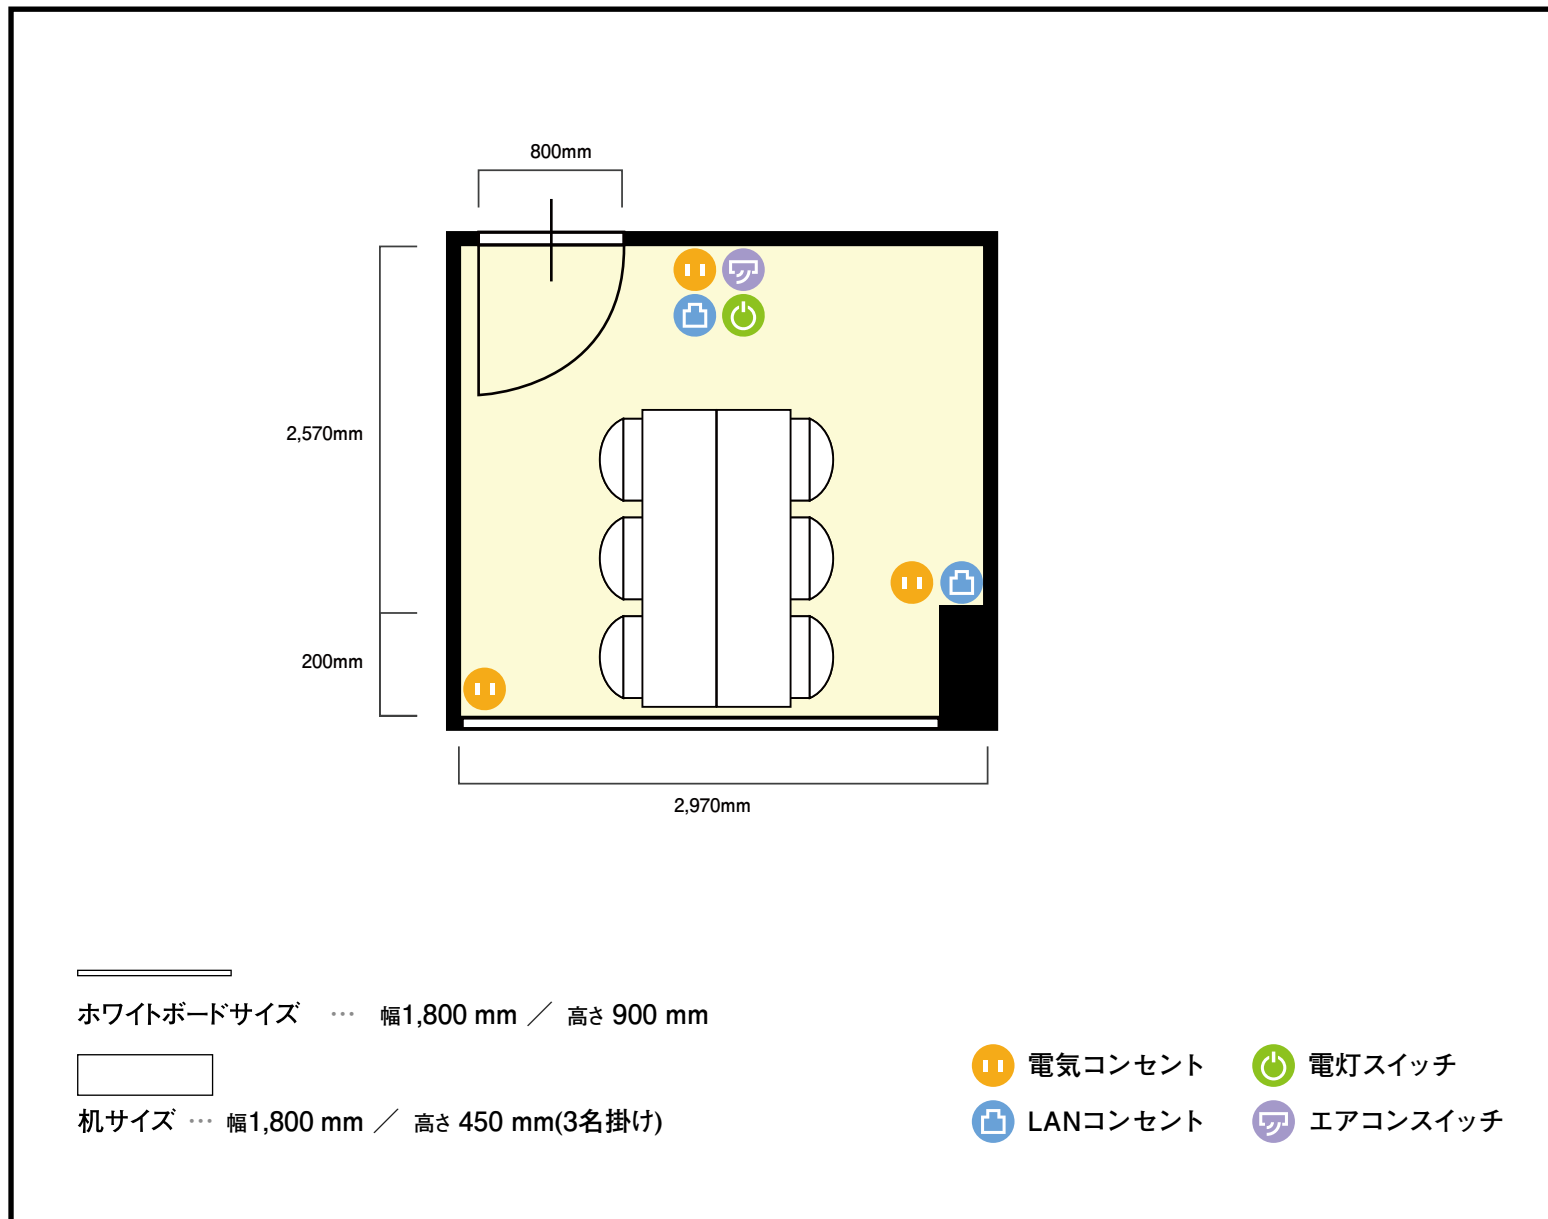 800mm
2,570mm
200mm
2,970mm
ホワイトボードサイズ … 幅1,800 mm ／ 高さ 900 mm
机サイズ … 幅1,800 mm ／ 高さ 450 mm(3名掛け)
電気コンセント 電灯スイッチ
LANコンセント エアコンスイッチ